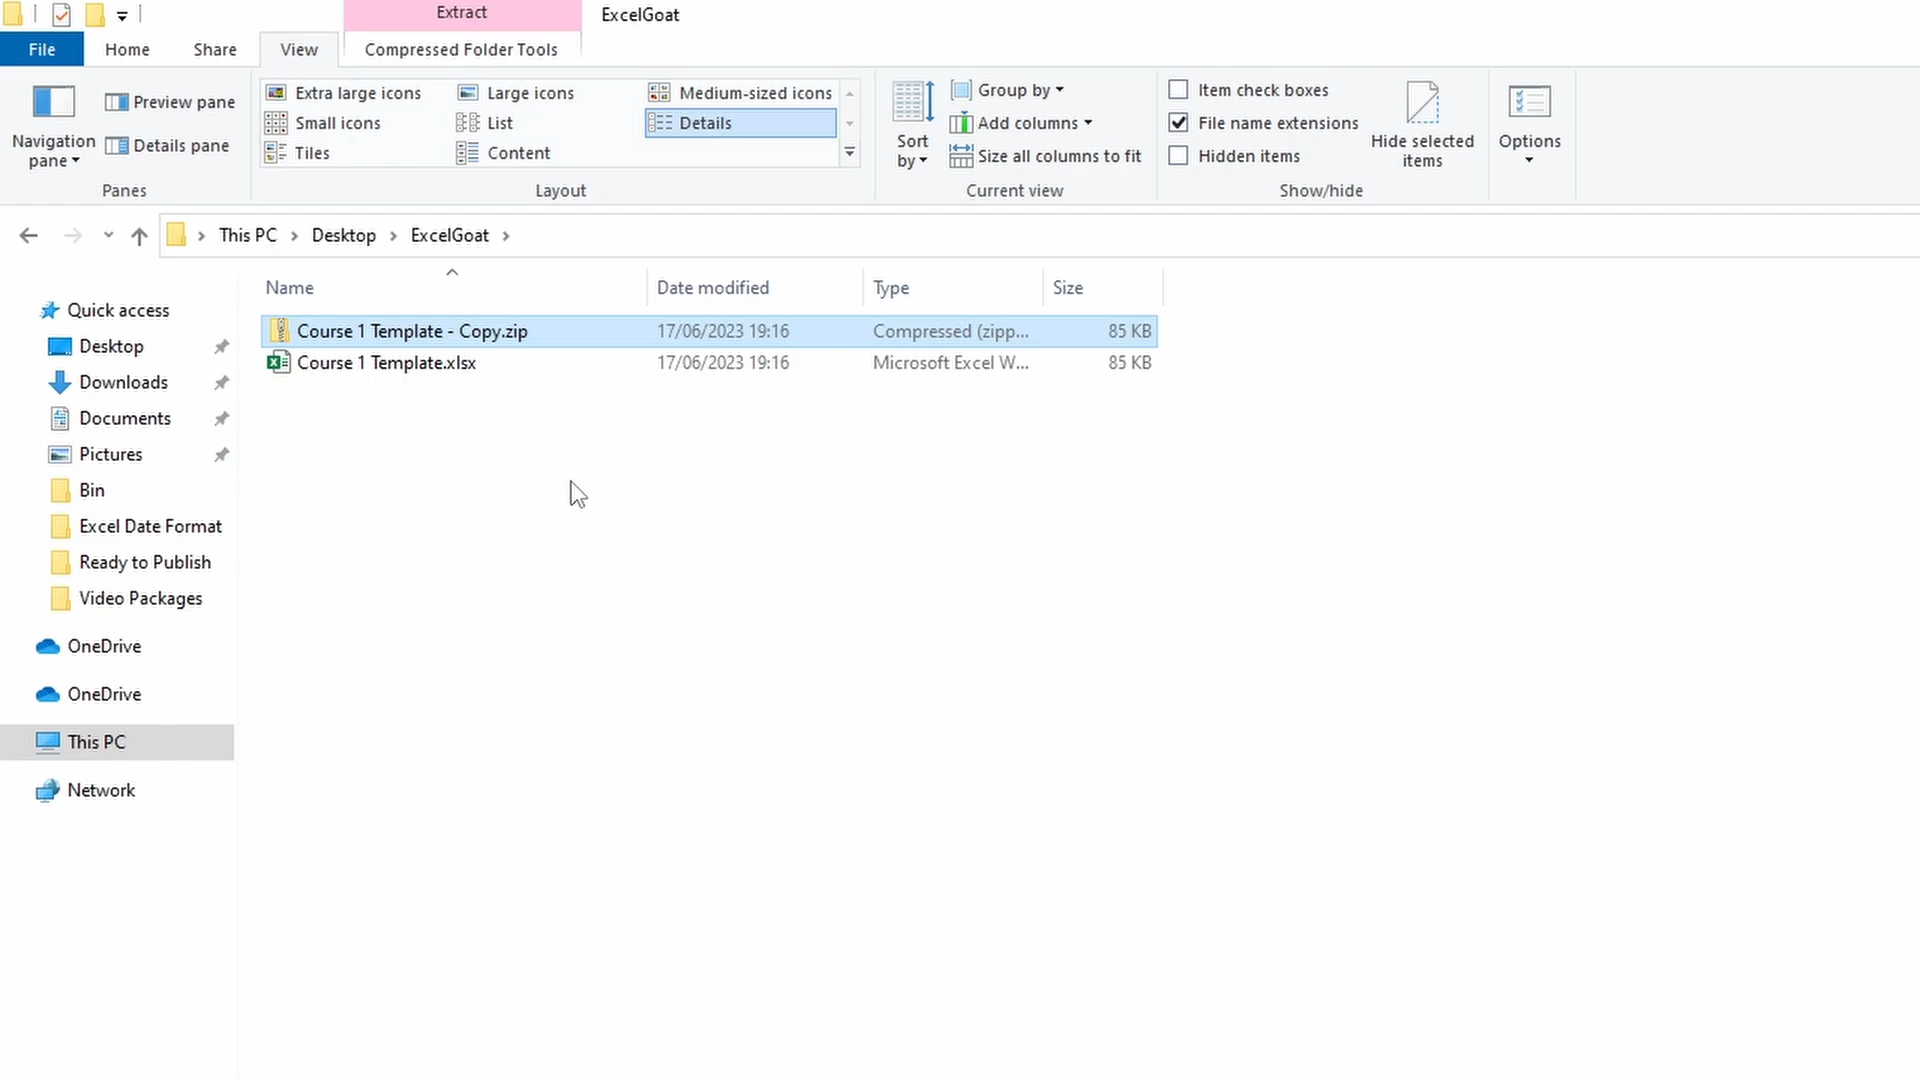 Extract
ExcelGoat
File Home Share View Compressed Folder Tools
Navigation pane
Preview pane
Details pane
Panes
Extra large icons Large icons Medium-sized icons
Small icons List Details
Tiles Content
Layout
Sort by
Group by
Add columns
Size all columns to fit
Current view
Item check boxes
File name extensions
Hidden items
Hide selected items
Show/hide
Options
This PC Desktop ExcelGoat
Name Date modified Type Size
Course 1 Template - Copy.zip 17/06/2023 19:16 Compressed (zipp... 85 KB
Course 1 Template.xlsx 17/06/2023 19:16 Microsoft Excel W... 85 KB
Quick access
Desktop
Downloads
Documents
Pictures
Bin
Excel Date Format
Ready to Publish
Video Packages
OneDrive
OneDrive
This PC
Network